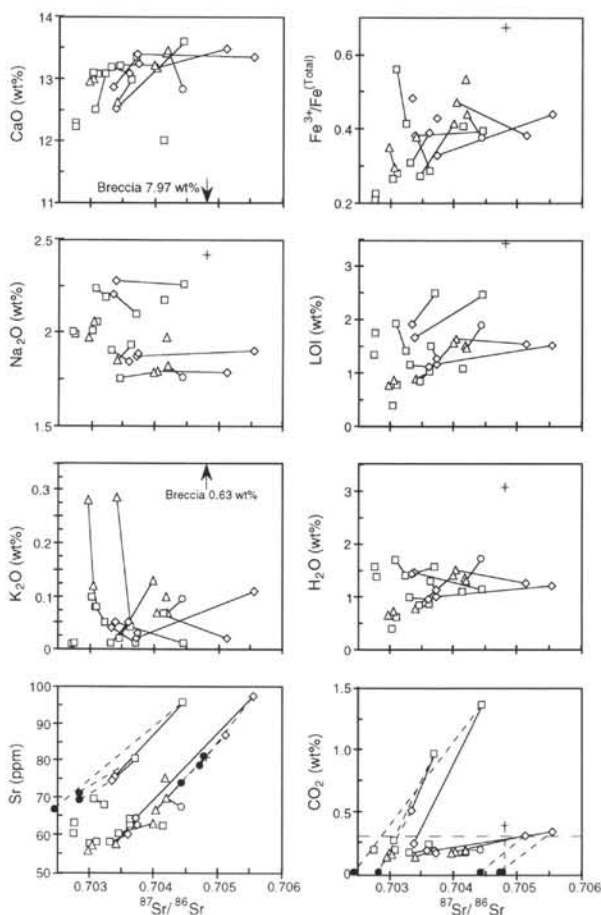 14
13
12
11
CaO (wt%)
Breccia 7.97 wt%
0.6
0.4
0.2
Fe3+/Fe(Total)
2.5
2
1.5
Na2O (wt%)
3
2
1
0
LOI (wt%)
0.3
0.2
0.1
0
K2O (wt%)
Breccia 0.63 wt%
3
2
1
0
H2O (wt%)
100
90
80
70
60
50
Sr (ppm)
0.703 0.704 0.705 0.706
87Sr/ 86Sr
1.5
1.0
0.5
0.0
CO2 (wt%)
0.703 0.704 0.705 0.706
87Sr/ 86Sr